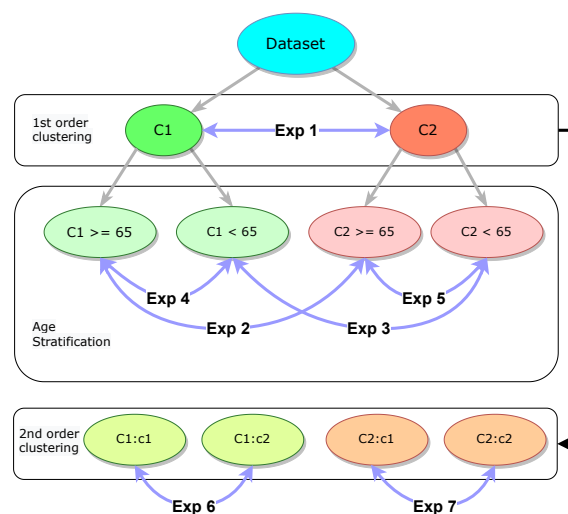 Dataset
1st order
clustering
C1
Exp 1
C2
C1 >= 65
C1 < 65
C2 >= 65
C2 < 65
Exp 4
Exp 5
Exp 2
Exp 3
Age
Stratification
2nd order
clustering
C1:c1
C1:c2
C2:c1
C2:c2
Exp 6
Exp 7